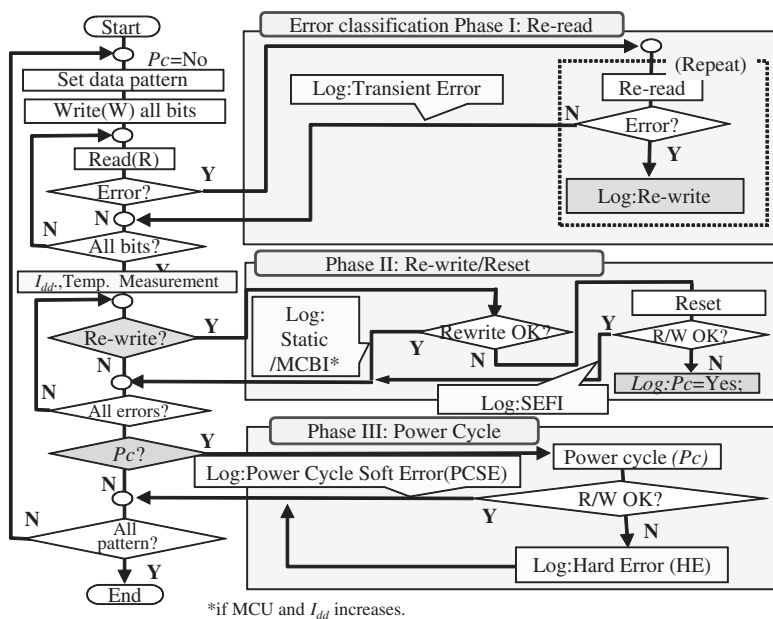 Start
Pc=No
Set data pattern
Write(W) all bits
Read(R)
Error?
Y
N
N
All bits?
Y
Error classification Phase I: Re-read
(Repeat)
Re-read
Log:Transient Error
N
Error?
Y
Log:Re-write
Idd.,Temp. Measurement
Re-write?
Y
N
N
All errors?
Phase II: Re-write/Reset
Log:
Static
/MCBI*
Rewrite OK?
Y
N
Reset
Y
R/W OK?
N
Log:Pc=Yes;
Log:SEFI
Pc?
Y
N
N
All
pattern?
Y
End
Phase III: Power Cycle
Power cycle (Pc)
Log:Power Cycle Soft Error(PCSE)
R/W OK?
Y
N
Log:Hard Error (HE)
*if MCU and Idd increases.